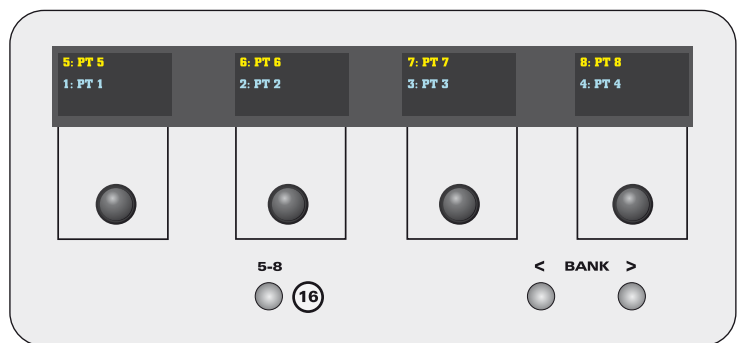 5: PT 5
1: PT 1
6: PT 6
2: PT 2
7: PT 7
3: PT 3
8: PT 8
4: PT 4
5-8
16
< BANK >